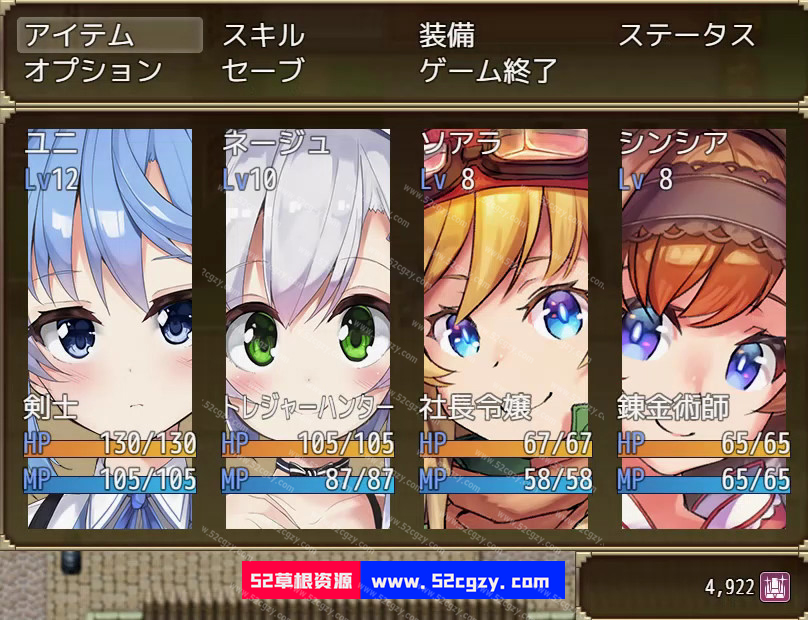 アイテム スキル 装備 ステータス
オプション セーブ ゲーム終了
ユニ ネージュ ソアラ シンシア
Lv12 Lv10 Lv 8 Lv 8
剣士 トレジャーハンター 社長令嬢 錬金術師
HP 130/130 HP 105/105 HP 67/67 HP 65/65
MP 105/105 MP 87/87 MP 58/58 MP 65/65
52草根资源 www.52cgzy.com
4,922